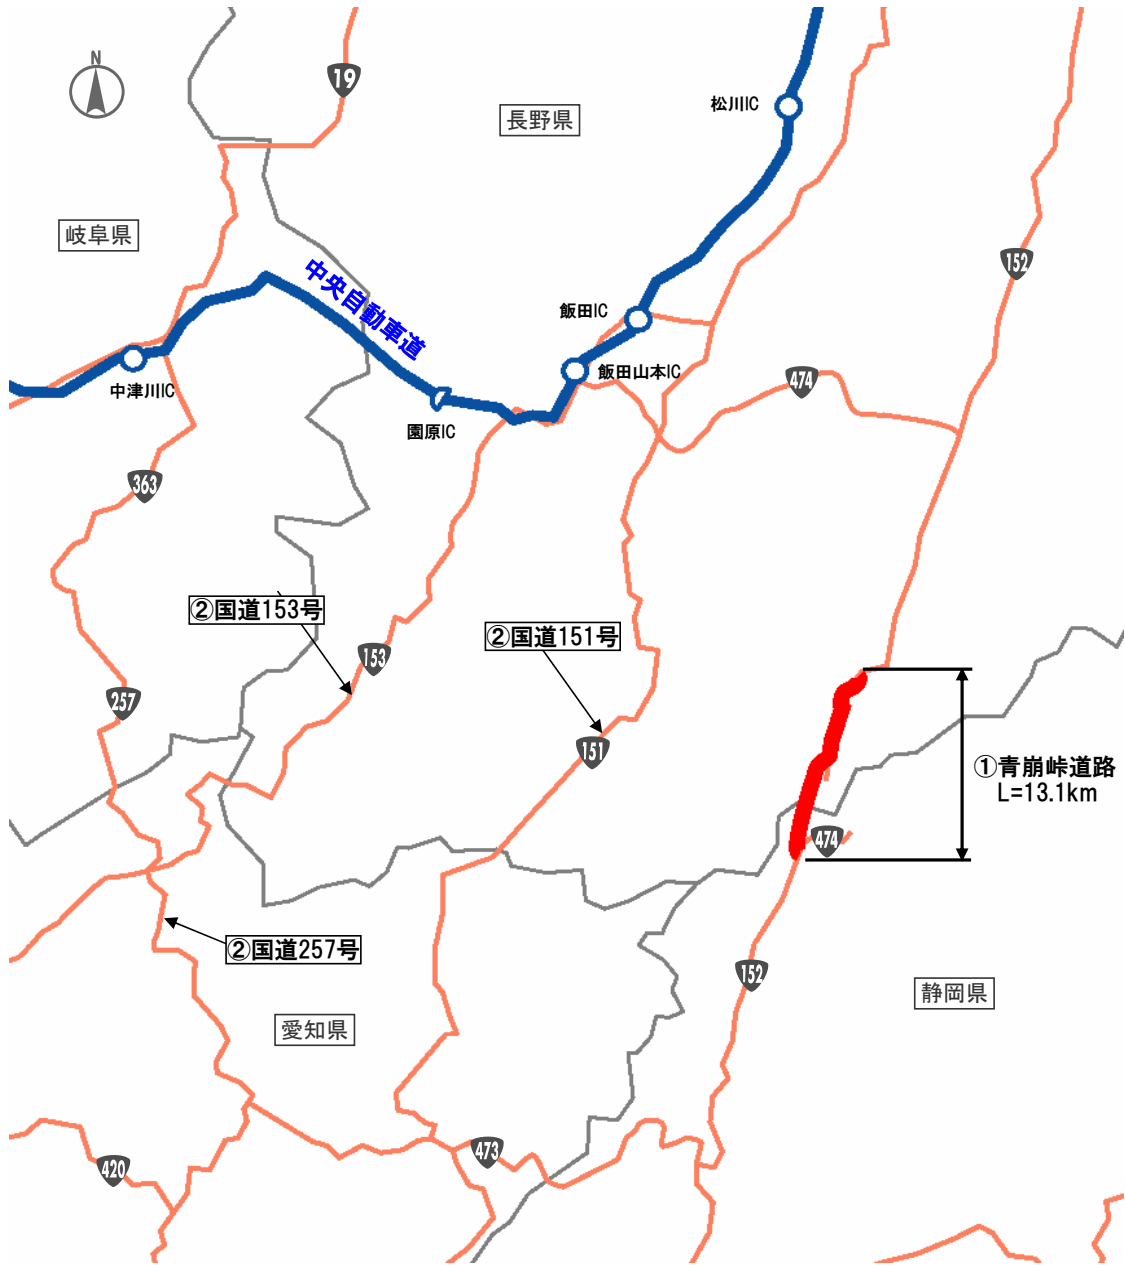 N
19
長野県
松川IC
岐阜県
152
中央自動車道
飯田IC
中津川IC
飯田山本IC
474
園原IC
363
②国道153号
②国道151号
153
257
151
①青崩峠道路
L=13.1km
474
②国道257号
152
静岡県
愛知県
473
420